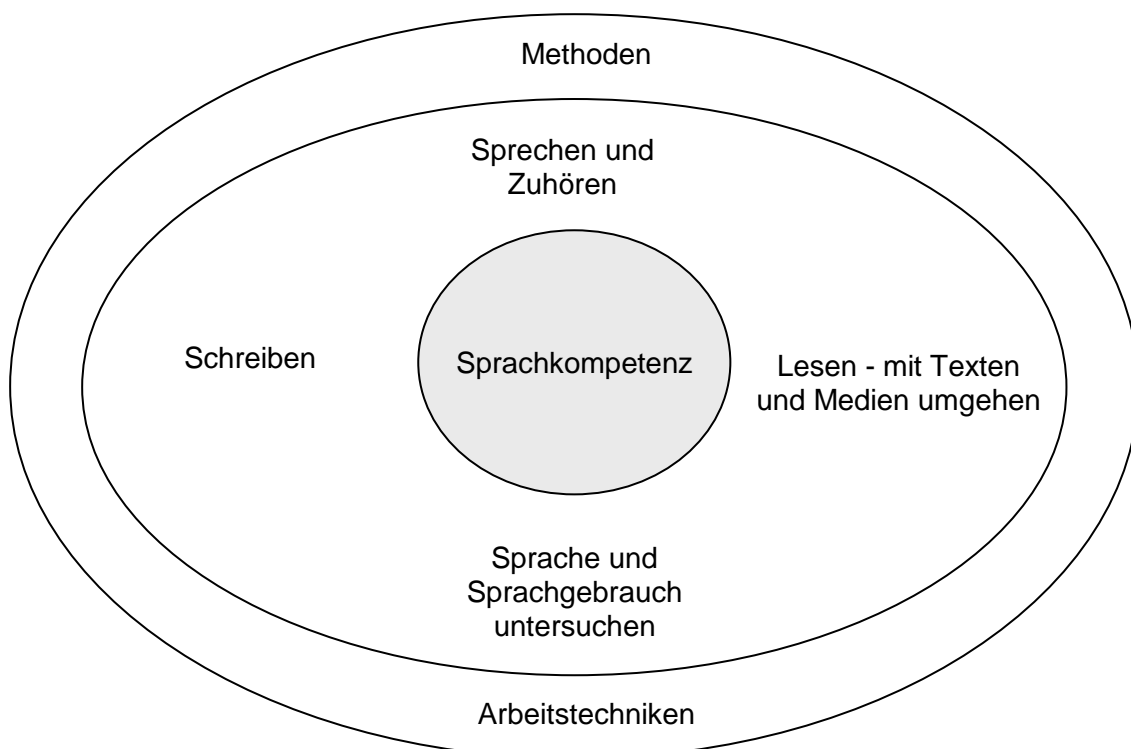 Methoden
Sprechen und
Zuhören
Schreiben
Sprachkompetenz
Lesen - mit Texten
und Medien umgehen
Sprache und
Sprachgebrauch
untersuchen
Arbeitstechniken